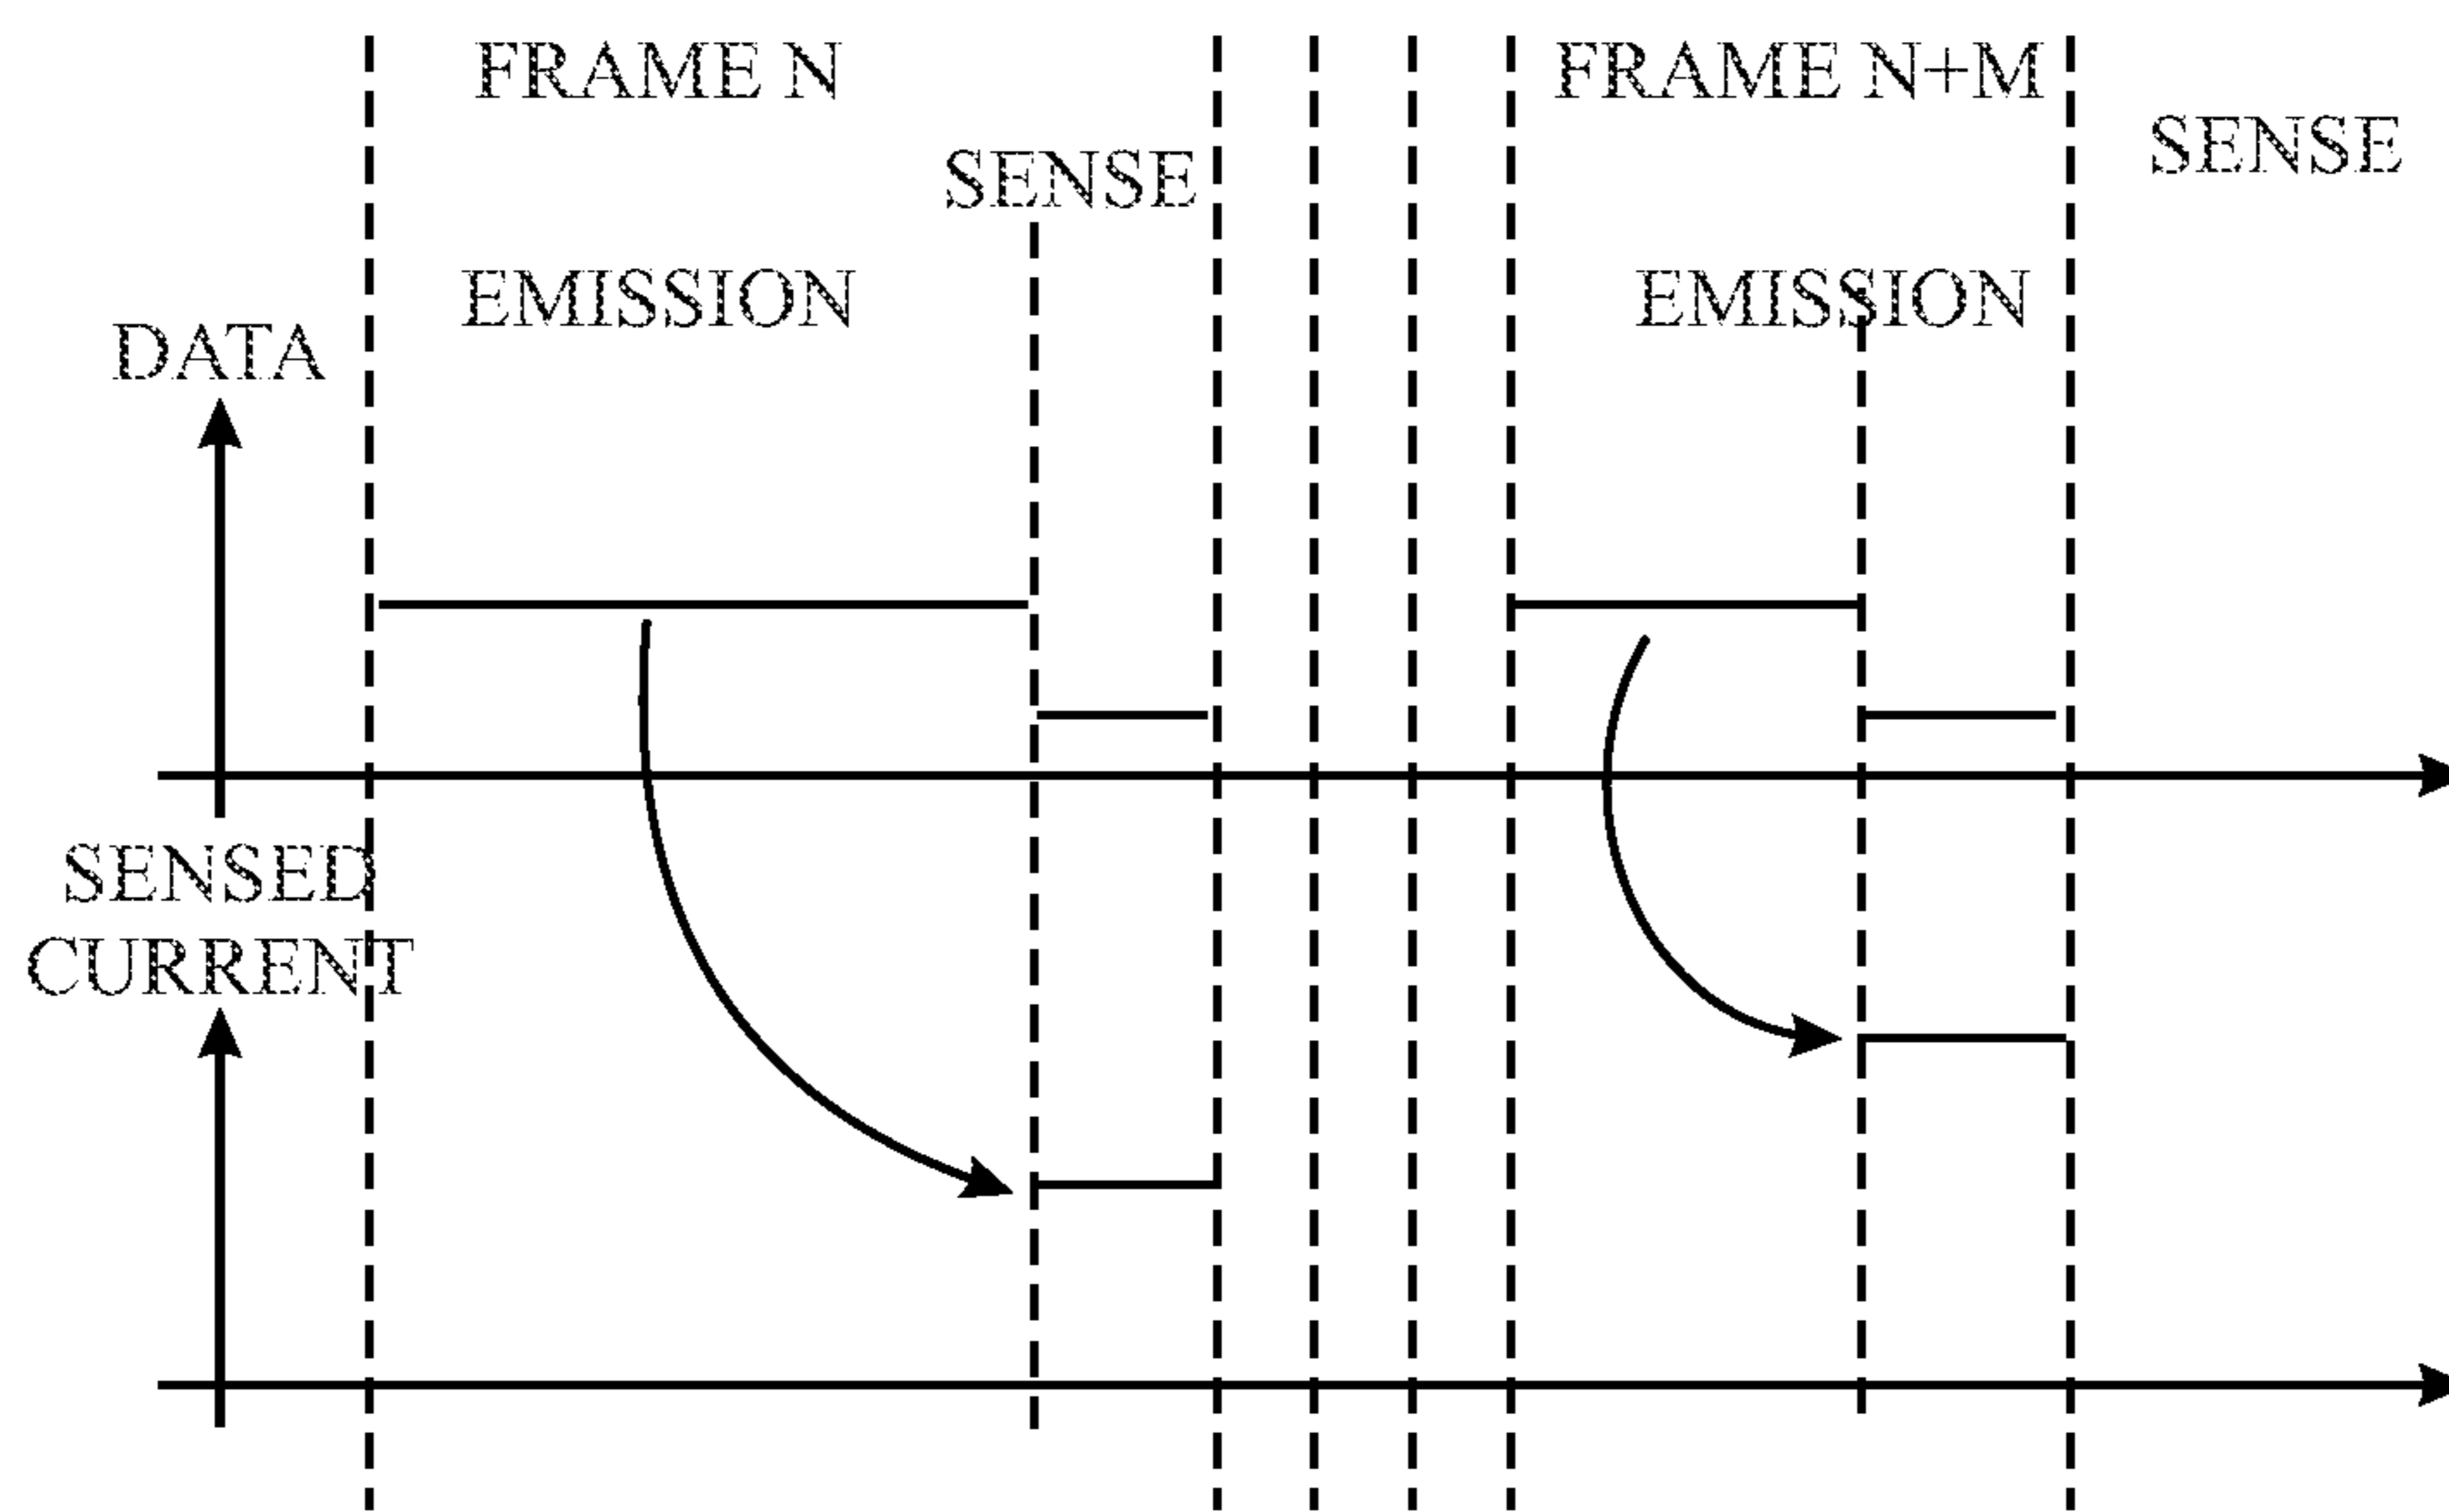 FRAME N
FRAME N+M
SENSE
SENSE
EMISSION
EMISSION
DATA
SENSED
CURRENT